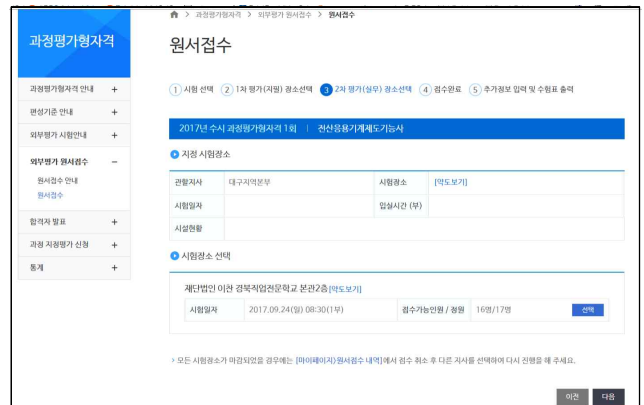 과정평가형자격 > 외부평가 원서접수 > 원서접수
과정평가형자격
원서접수
과정평가형자격 안내 +
편성기준 안내 +
외부평가 시험안내 +
외부평가 원서접수 −
원서접수 안내
원서접수
합격자 발표 +
과정 지정평가 신청 +
통계 +
1 시험 선택 2 1차 평가(지필) 장소선택 3 2차 평가(실무) 장소선택 4 접수완료 5 추가정보 입력 및 수험표 출력
2017년 수시 과정평가형자격 1회 | 전산응용기계제도기능사
지정 시험장소
관할지사 대구지역본부 시험장소 [약도보기]
시험일자 입실시간 (부)
시설현황
시험장소 선택
재단법인 이찬 경북직업전문학교 본관2층[약도보기]
시험일자 2017.09.24(일) 08:30(1부) 접수가능인원 / 정원 16명/17명 선택
> 모든 시험장소가 마감되었을 경우에는 [마이페이지>원서접수 내역]에서 접수 취소 후 다른 지사를 선택하여 다시 진행을 해 주세요.
이전 다음